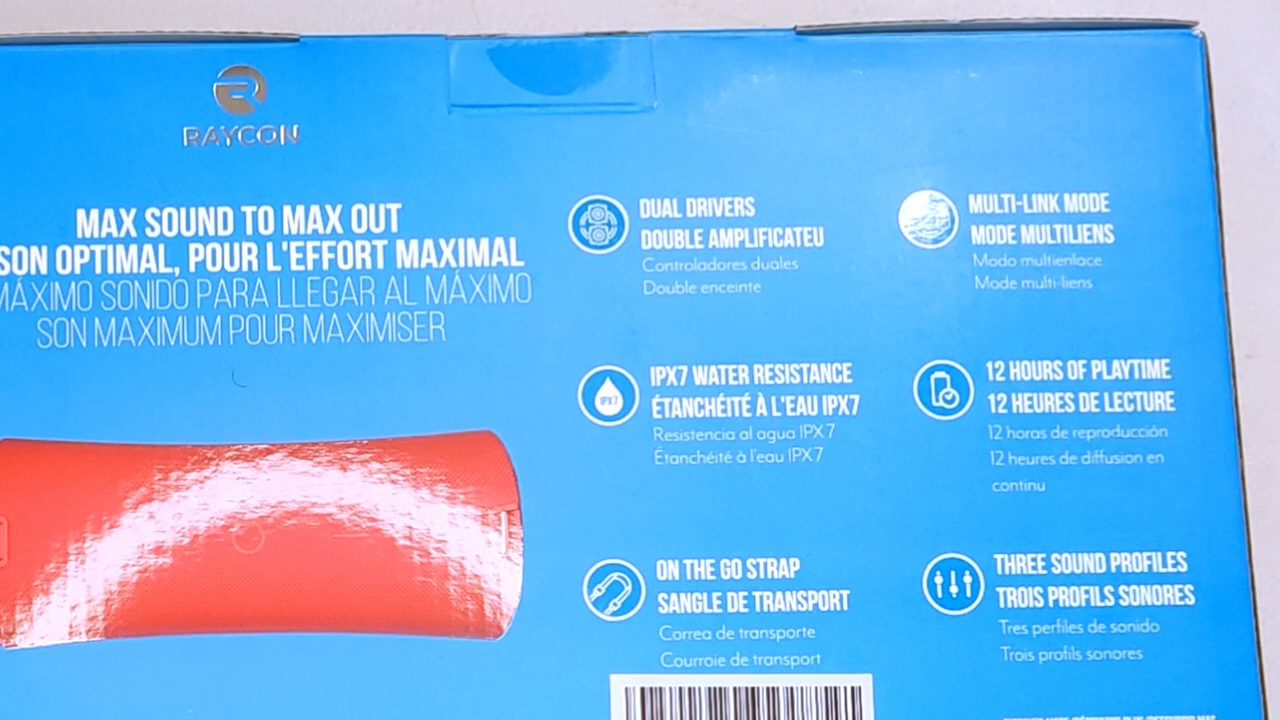 RAYCON
MAX SOUND TO MAX OUT
SON OPTIMAL, POUR L'EFFORT MAXIMAL
MÁXIMO SONIDO PARA LLEGAR AL MÁXIMO
SON MAXIMUM POUR MAXIMISER
DUAL DRIVERS
DOUBLE AMPLIFICATEU
Controladores duales
Double enceinte
MULTI-LINK MODE
MODE MULTILIENS
Modo multienlace
Mode multi-liens
IPX7 WATER RESISTANCE
ÉTANCHÉITÉ À L'EAU IPX7
Resistencia al agua IPX7
Étanchéité à l'eau IPX7
IPX7
12 HOURS OF PLAYTIME
12 HEURES DE LECTURE
12 horas de reproducción
12 heures de diffusion en
continu
ON THE GO STRAP
SANGLE DE TRANSPORT
Correa de transporte
Courroie de transport
THREE SOUND PROFILES
TROIS PROFILS SONORES
Tres perfiles de sonido
Trois profils sonores